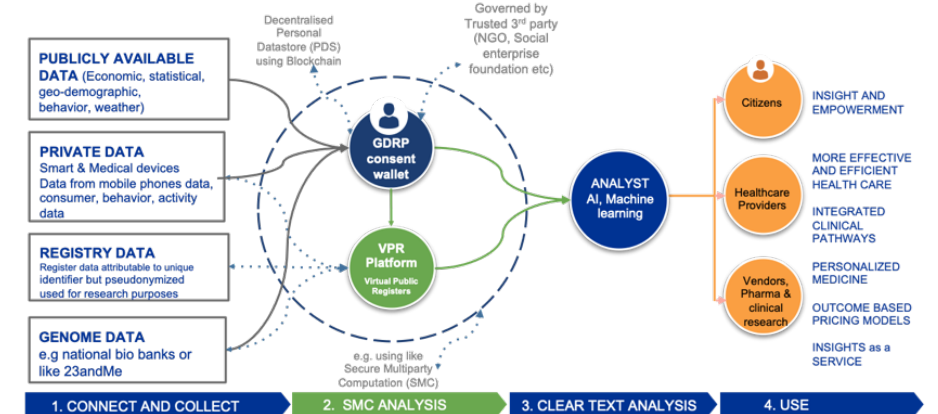 Decentralised
Personal
Datastore (PDS)
using Blockchain
Governed by
Trusted 3rd party
(NGO, Social
enterprise
foundation etc)
PUBLICLY AVAILABLE
DATA (Economic, statistical,
geo-demographic,
behavior, weather)
PRIVATE DATA
Smart & Medical devices
Data from mobile phones data,
consumer, behavior, activity
data
REGISTRY DATA
Register data attributable to unique
identifier but pseudonymized
used for research purposes
GENOME DATA
e.g national bio banks or
like 23andMe
GDRP
consent
wallet
VPR
Platform
Virtual Public
Registers
e.g. using like
Secure Multiparty
Computation (SMC)
ANALYST
AI, Machine
learning
Citizens
Healthcare
Providers
Vendors,
Pharma &
clinical
research
INSIGHT AND
EMPOWERMENT
MORE EFFECTIVE
AND EFFICIENT
HEALTH CARE
INTEGRATED
CLINICAL
PATHWAYS
PERSONALIZED
MEDICINE
OUTCOME BASED
PRICING MODELS
INSIGHTS as a
SERVICE
1. CONNECT AND COLLECT
2. SMC ANALYSIS
3. CLEAR TEXT ANALYSIS
4. USE